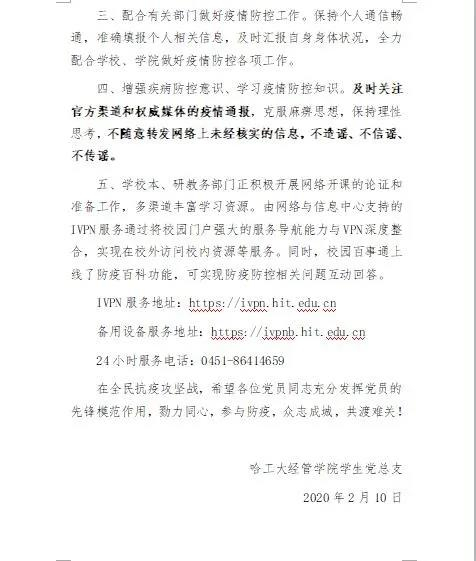 三、配合有关部门做好疫情防控工作。保持个人通信畅
通，准确填报个人相关信息，及时汇报自身身体状况，全力
配合学校、学院做好疫情防控各项工作。
四、增强疾病防控意识、学习疫情防控知识。及时关注
官方渠道和权威媒体的疫情通报，克服麻痹思想，保持理性
思考，不随意转发网络上未经核实的信息，不造谣、不信谣、
不传谣。
五、学校本、研教务部门正积极开展网络开课的论证和
准备工作，多渠道丰富学习资源。由网络与信息中心支持的
IVPN服务通过将校园门户强大的服务导航能力与VPN深度整
合，实现在校外访问校内资源等服务。同时，校园百事通上
线了防疫百科功能，可实现防疫防控相关问题互动回答。
IVPN 服务地址：https://ivpn.hit.edu.cn
备用设备服务地址：https://ivpnb.hit.edu.cn
24小时服务电话：0451-86414659
在全民抗疫攻坚战，希望各位党员同志充分发挥党员的
先锋模范作用，勠力同心，参与防疫，众志成城，共渡难关！
哈工大经管学院学生党总支
2020 年 2 月 10 日